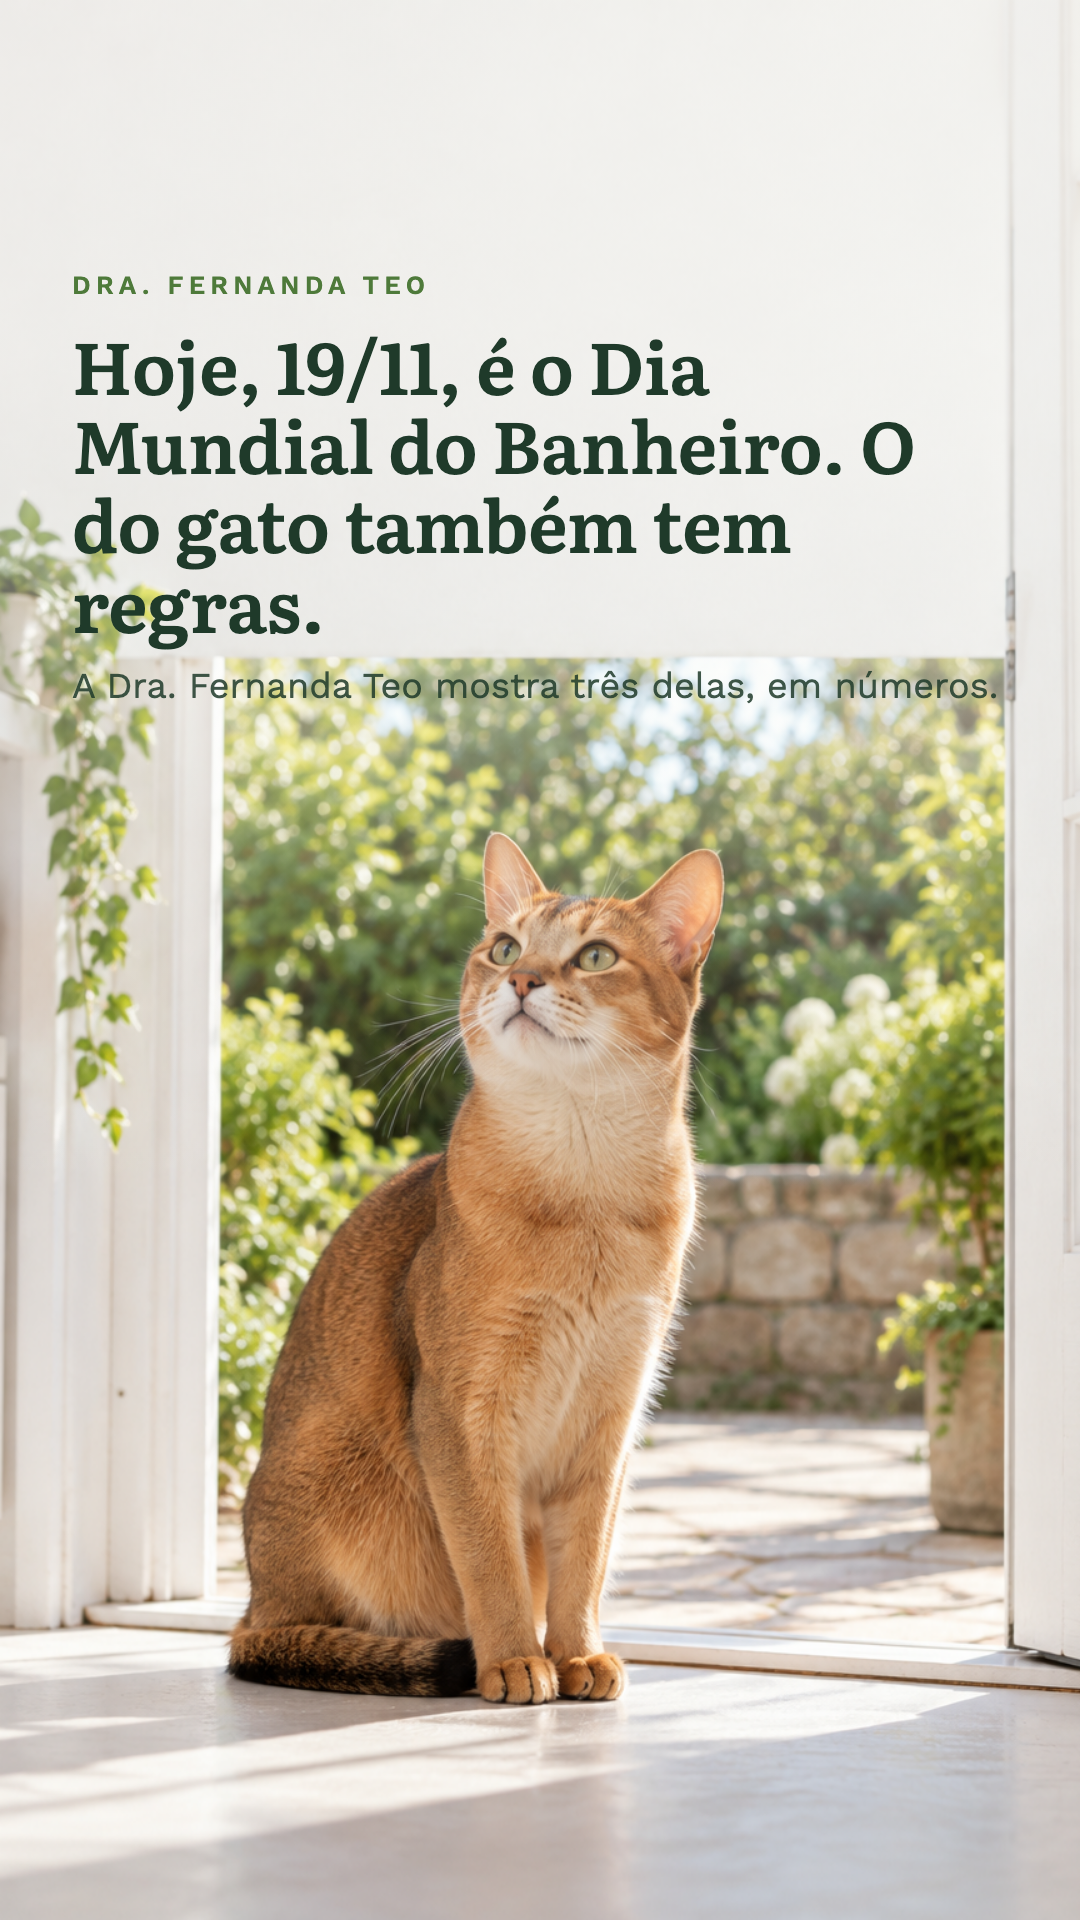 DRA. FERNANDA TEO
Hoje, 19/11, é o Dia
Mundial do Banheiro. O
do gato também tem
regras.
A Dra. Fernanda Teo mostra três delas, em números.